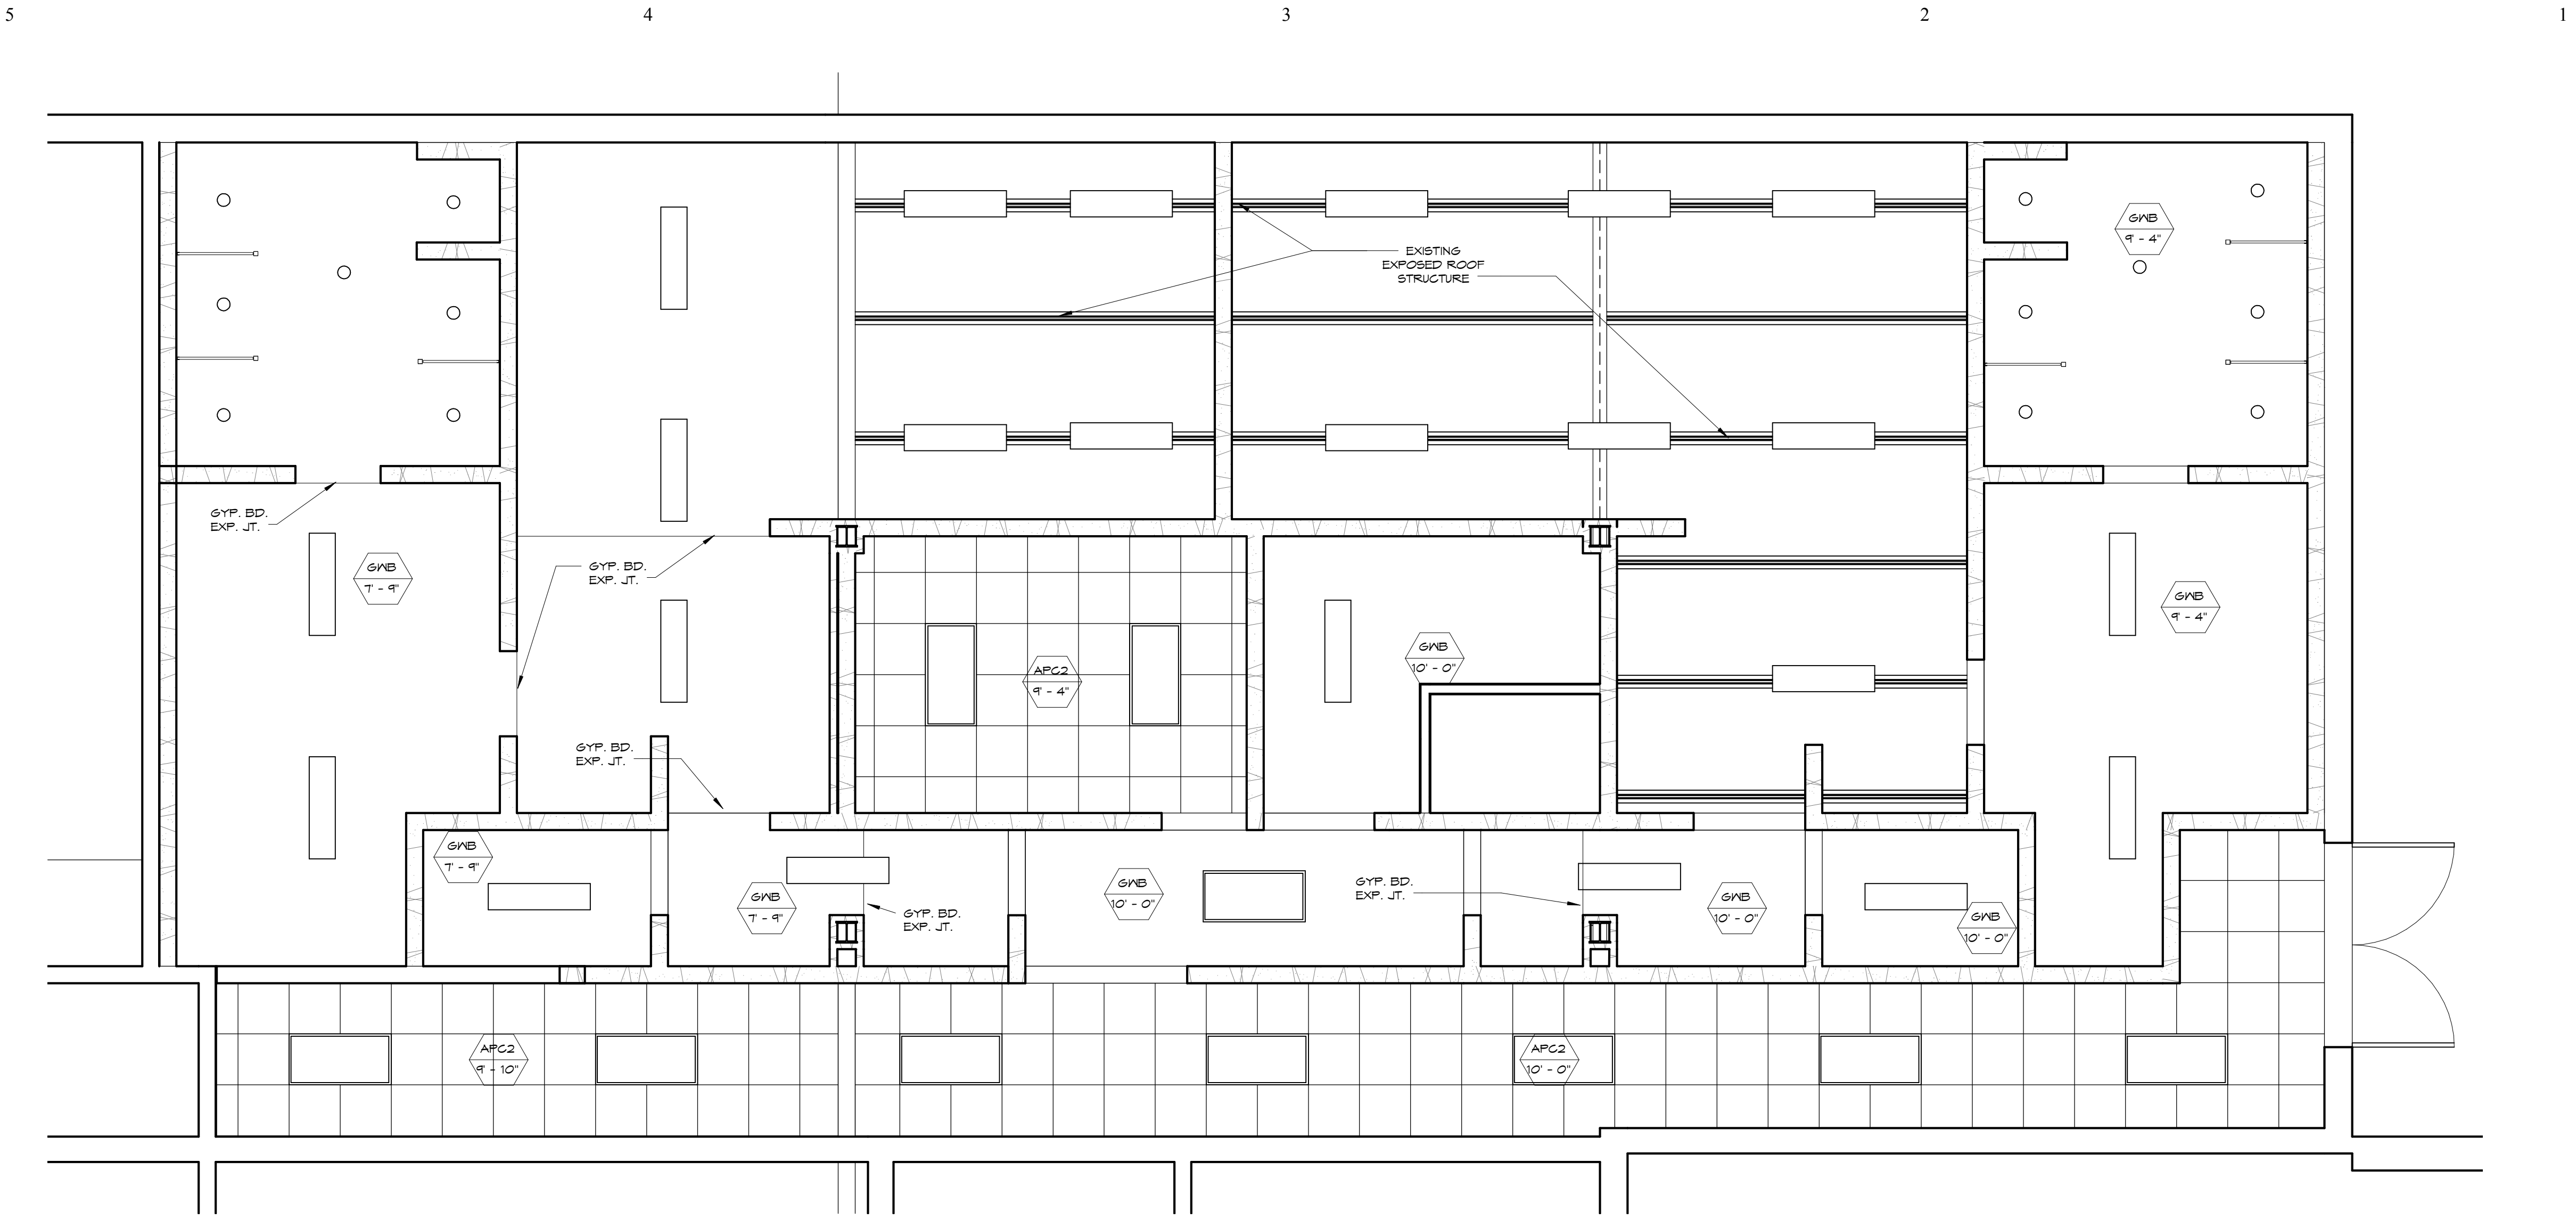 5 4 3 2 1
GWB
9' - 4"
EXISTING
EXPOSED ROOF
STRUCTURE
GYP. BD.
EXP. JT.
GWB
7' - 9"
GYP. BD.
EXP. JT.
GWB
9' - 4"
GWB
10' - 0"
APC2
9' - 4"
GYP. BD.
EXP. JT.
GWB
7' - 9"
GWB
7' - 9"
GYP. BD.
EXP. JT.
GWB
10' - 0"
GYP. BD.
EXP. JT.
GWB
10' - 0"
GWB
10' - 0"
APC2
9' - 10"
APC2
10' - 0"